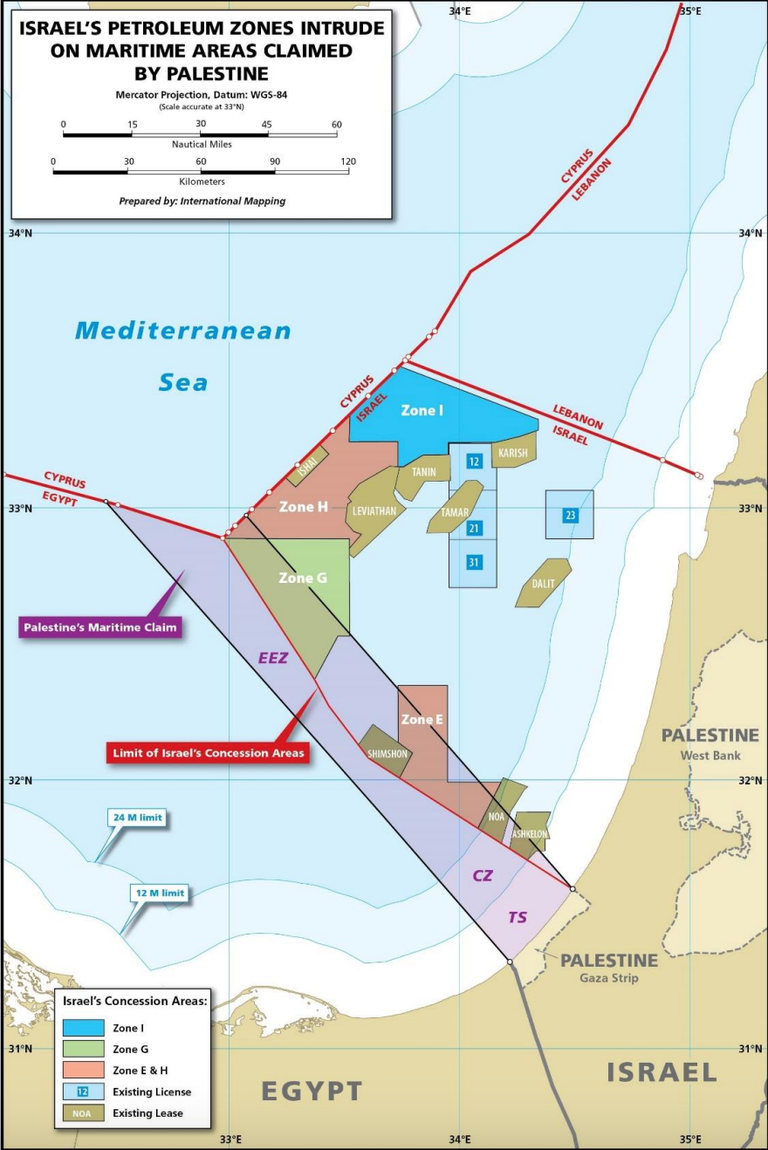 ISRAEL'S PETROLEUM ZONES INTRUDE
ON MARITIME AREAS CLAIMED
BY PALESTINE
Mercator Projection, Datum: WGS-84
(Scale accurate at 33°N)
0 15 30 45 60
Nautical Miles
0 30 60 90 120
Kilometers
Prepared by: International Mapping
34°E
35°E
CYPRUS
LEBANON
34°N
34°N
Mediterranean
Sea
CYPRUS
ISRAEL
Zone I
LEBANON
ISRAEL
KARISH
12
ISHAI
TANIN
CYPRUS
EGYPT
33°N
33°N
Zone H
LEVIATHAN
TAMAR
21
23
31
Zone G
DALIT
Palestine's Maritime Claim
EEZ
Zone E
Limit of Israel's Concession Areas
SHIMSHON
PALESTINE
West Bank
32°N
32°N
24 M limit
NOA
ASHKELON
12 M limit
CZ
TS
PALESTINE
Gaza Strip
Israel's Concession Areas:
Zone I
Zone G
Zone E & H
12 Existing License
NOA Existing Lease
31°N
31°N
EGYPT
ISRAEL
33°E
34°E
35°E